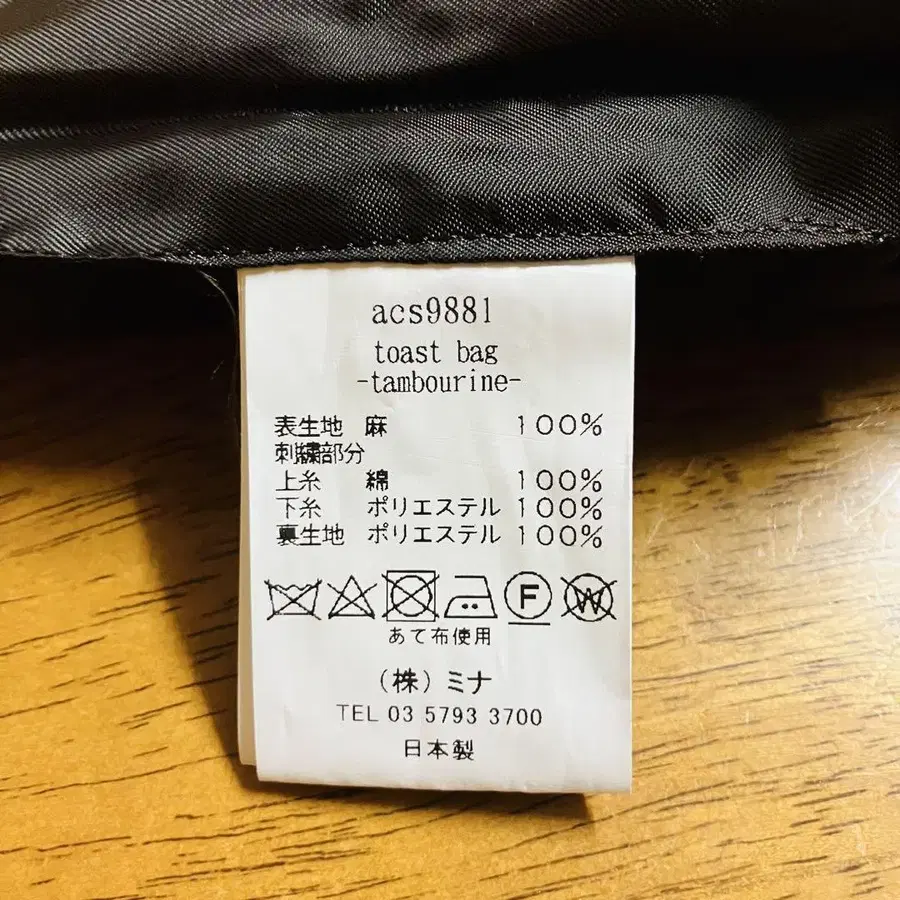 acs9881
toast bag
-tambourine-
表生地 麻 100%
刺繍部分
上糸 綿 100%
下糸 ポリエステル 100%
裏生地 ポリエステル 100%
F W
あて布使用
(株)ミナ
TEL 03 5793 3700
日本製